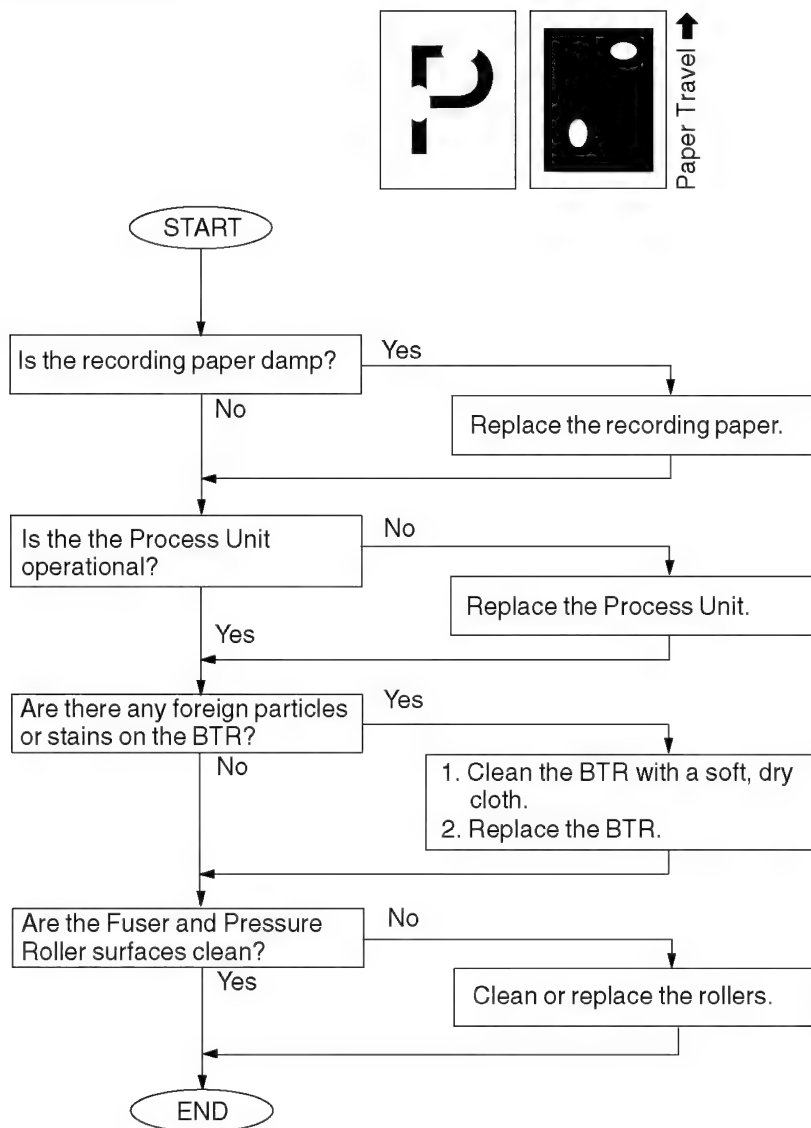 P
Paper Travel
START
Is the recording paper damp?
Yes
No
Replace the recording paper.
Is the the Process Unit
operational?
No
Yes
Replace the Process Unit.
Are there any foreign particles
or stains on the BTR?
Yes
No
1. Clean the BTR with a soft, dry
cloth.
2. Replace the BTR.
Are the Fuser and Pressure
Roller surfaces clean?
No
Yes
Clean or replace the rollers.
END